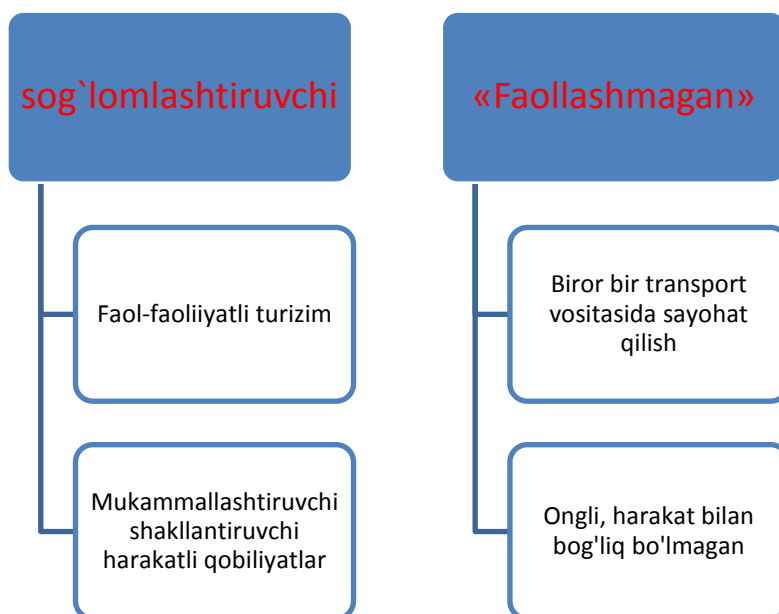 sog`lomlashtiruvchi
Faol-faoliiyatli turizim
Mukammallashtiruvchi
shakllantiruvchi
harakatli qobiliyatlar
«Faollashmagan»
Biror bir transport
vositasida sayohat
qilish
Ongli, harakat bilan
bog'liq bo'lmagan